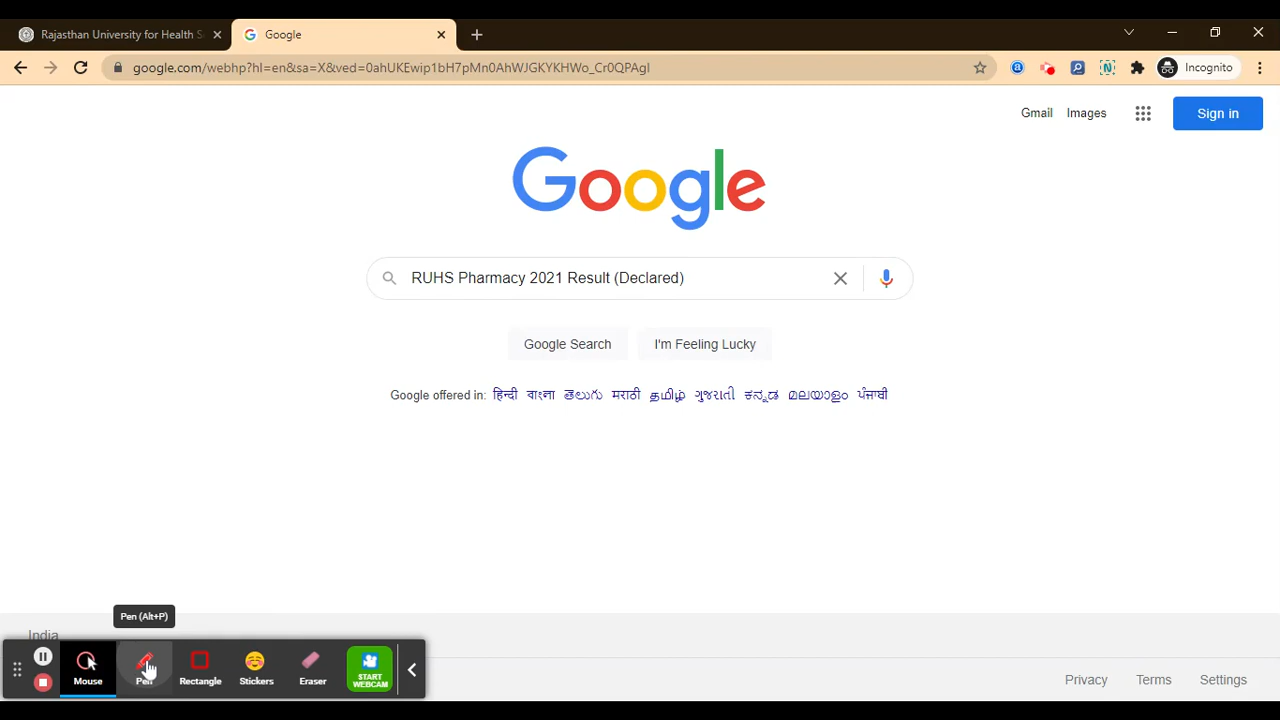 Rajasthan University for Health S
Google
google.com/webhp?hl=en&sa=X&ved=0ahUKEwip1bH7pMn0AhWJGKYKHWo_Cr0QPAgI
Incognito
Gmail
Images
Sign in
Google
RUHS Pharmacy 2021 Result (Declared)
Google Search
I'm Feeling Lucky
Google offered in: हिन्दी বাংলা తెలుగు मराठी தமிழ் ગુજરાતી ಕನ್ನಡ മലയാളം ਪੰਜਾਬੀ
Pen (Alt+P)
India
Mouse
Pen
Rectangle
Stickers
Eraser
START
WEBCAM
Privacy
Terms
Settings